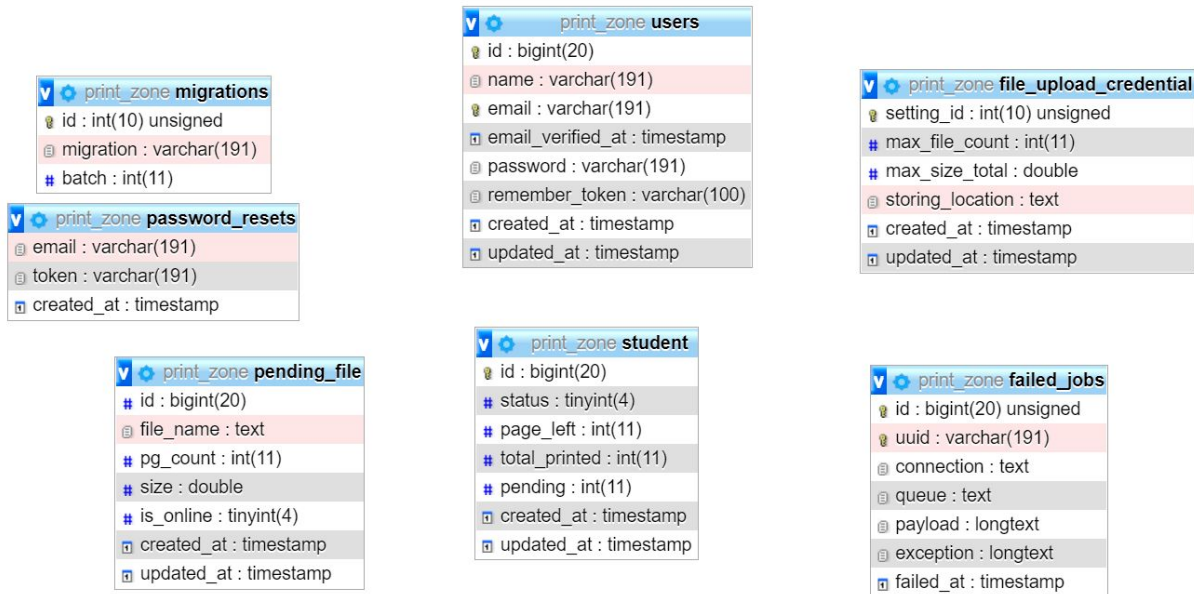 print_zone users
id : bigint(20)
name : varchar(191)
email : varchar(191)
email_verified_at : timestamp
password : varchar(191)
remember_token : varchar(100)
created_at : timestamp
updated_at : timestamp
print_zone migrations
id : int(10) unsigned
migration : varchar(191)
batch : int(11)
print_zone file_upload_credential
setting_id : int(10) unsigned
max_file_count : int(11)
max_size_total : double
storing_location : text
created_at : timestamp
updated_at : timestamp
print_zone password_resets
email : varchar(191)
token : varchar(191)
created_at : timestamp
print_zone pending_file
id : bigint(20)
file_name : text
pg_count : int(11)
size : double
is_online : tinyint(4)
created_at : timestamp
updated_at : timestamp
print_zone student
id : bigint(20)
status : tinyint(4)
page_left : int(11)
total_printed : int(11)
pending : int(11)
created_at : timestamp
updated_at : timestamp
print_zone failed_jobs
id : bigint(20) unsigned
uuid : varchar(191)
connection : text
queue : text
payload : longtext
exception : longtext
failed_at : timestamp